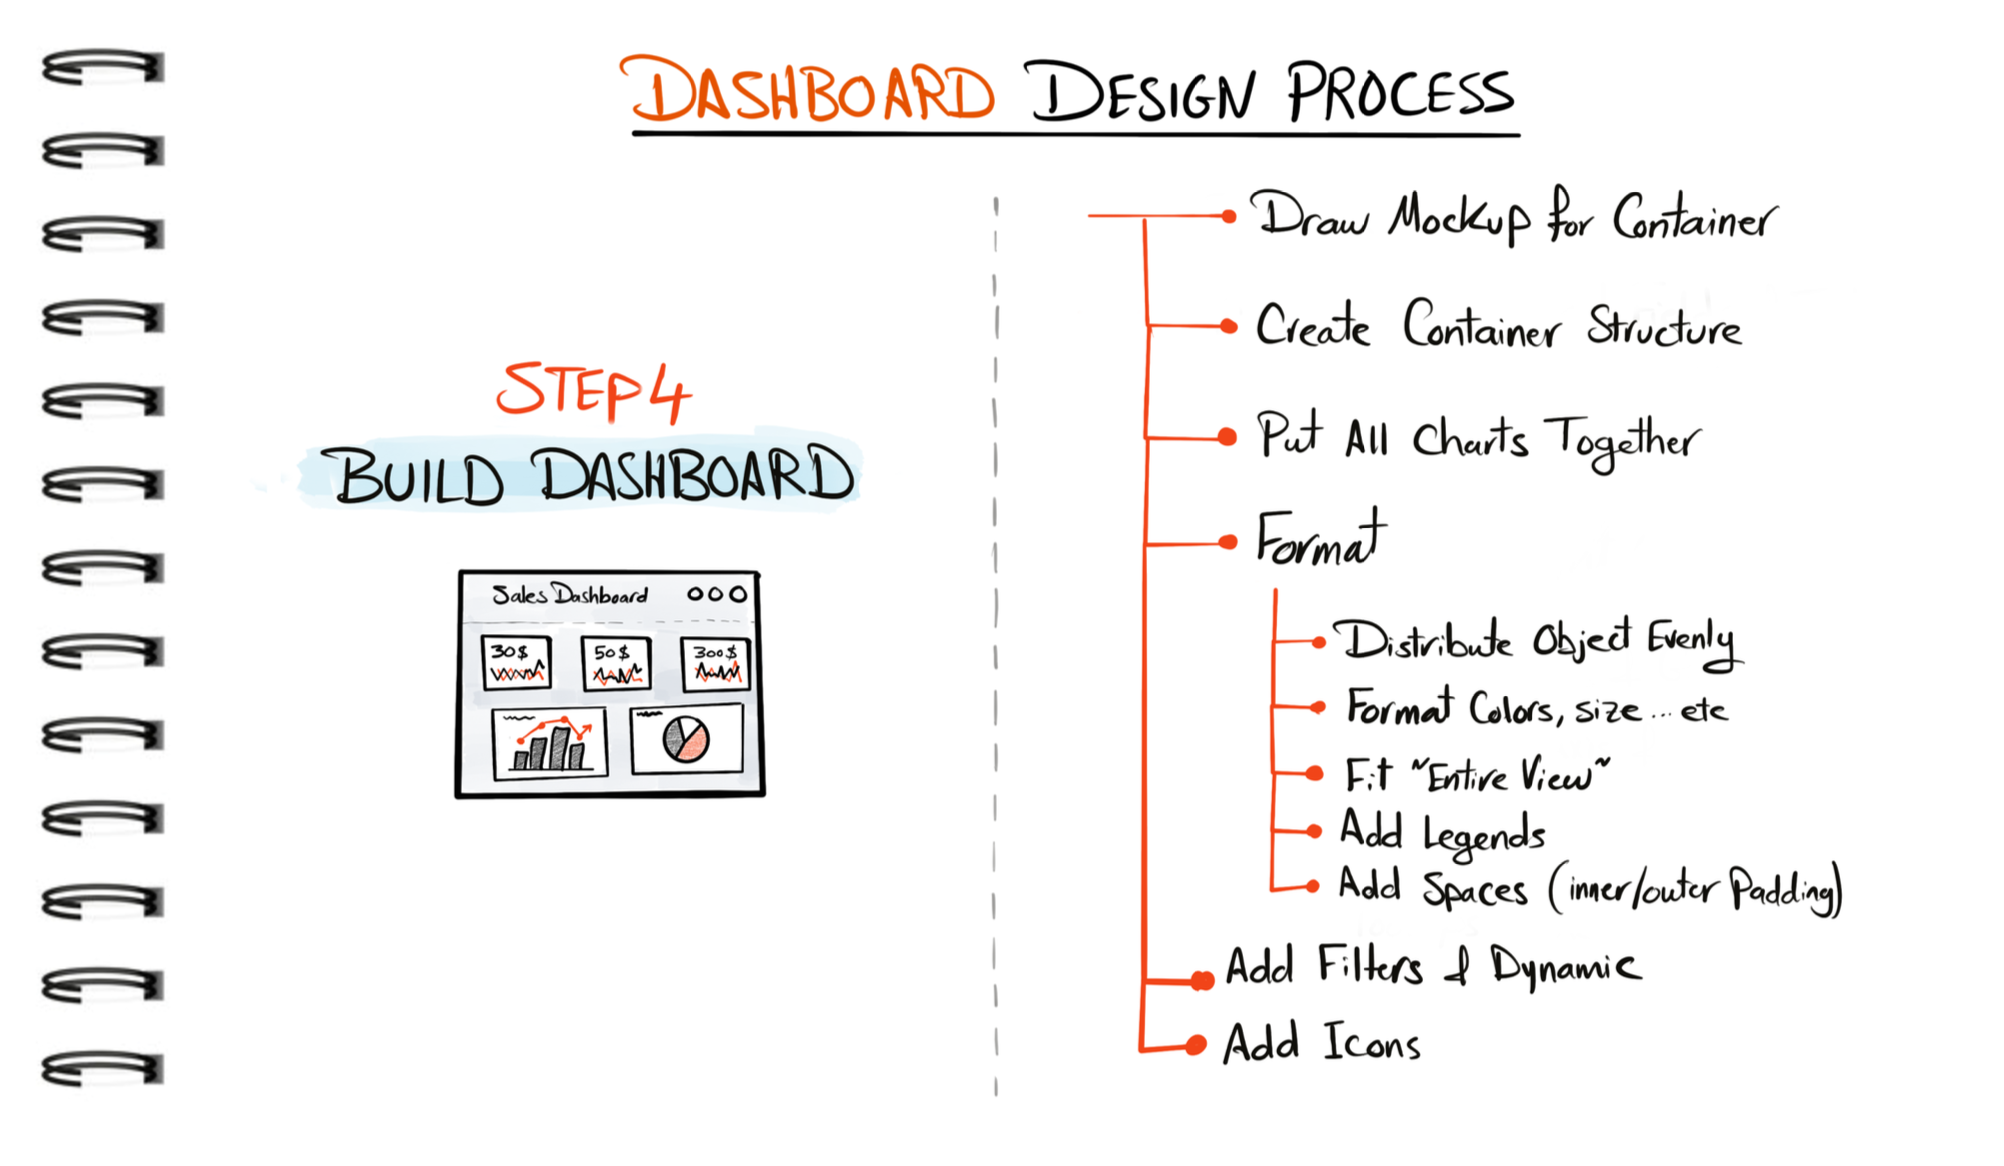 DASHBOARD DESIGN PROCESS
STEP 4
BUILD DASHBOARD
Sales Dashboard
30$ 50$ 300$
Draw Mockup for Container
Create Container Structure
Put All Charts Together
Format
Distribute Object Evenly
Format Colors, size... etc
Fit "Entire View"
Add Legends
Add Spaces (inner/outer Padding)
Add Filters & Dynamic
Add Icons